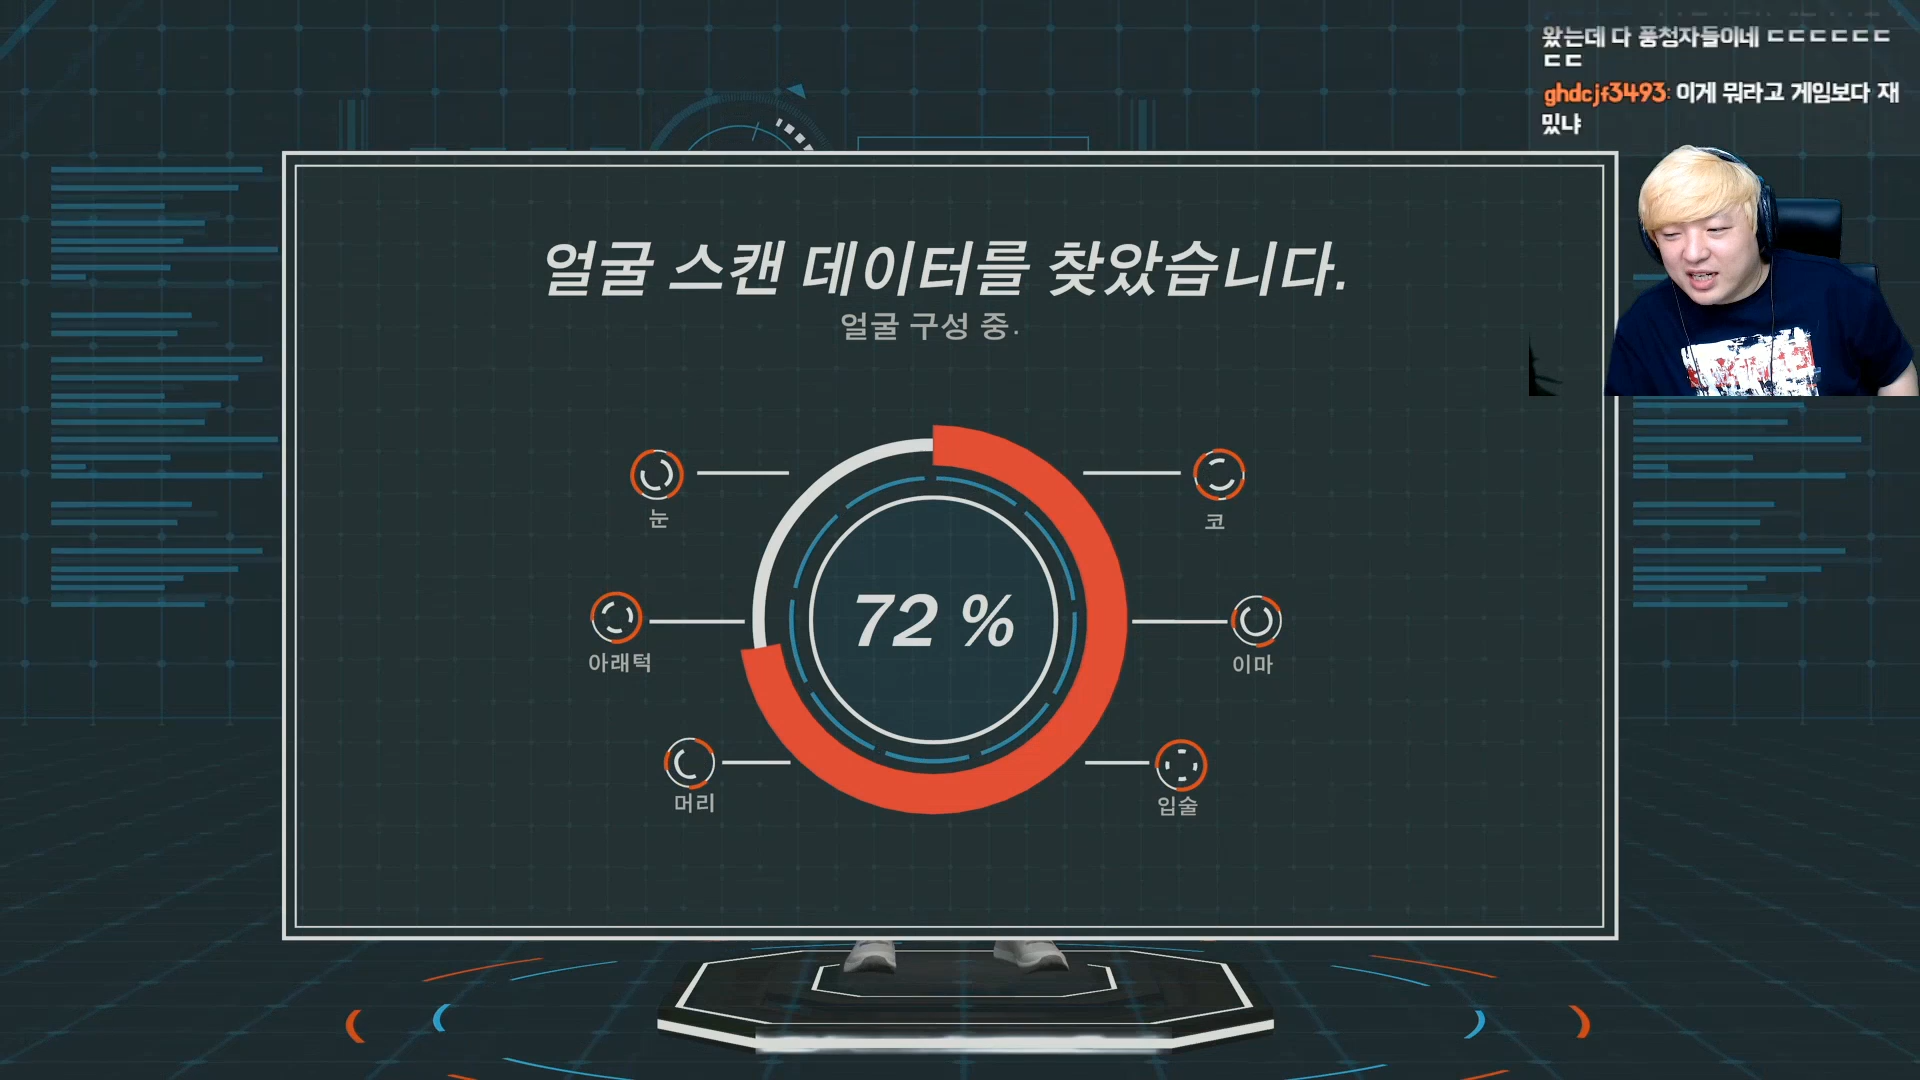 왔는데 다 풍청자들이네 ㄷㄷㄷㄷㄷㄷ
ㄷㄷ
ghdcjf3493: 이게 뭐라고 게임보다 재
밌냐
얼굴 스캔 데이터를 찾았습니다.
얼굴 구성 중.
눈
코
72 %
아래턱
이마
머리
입술